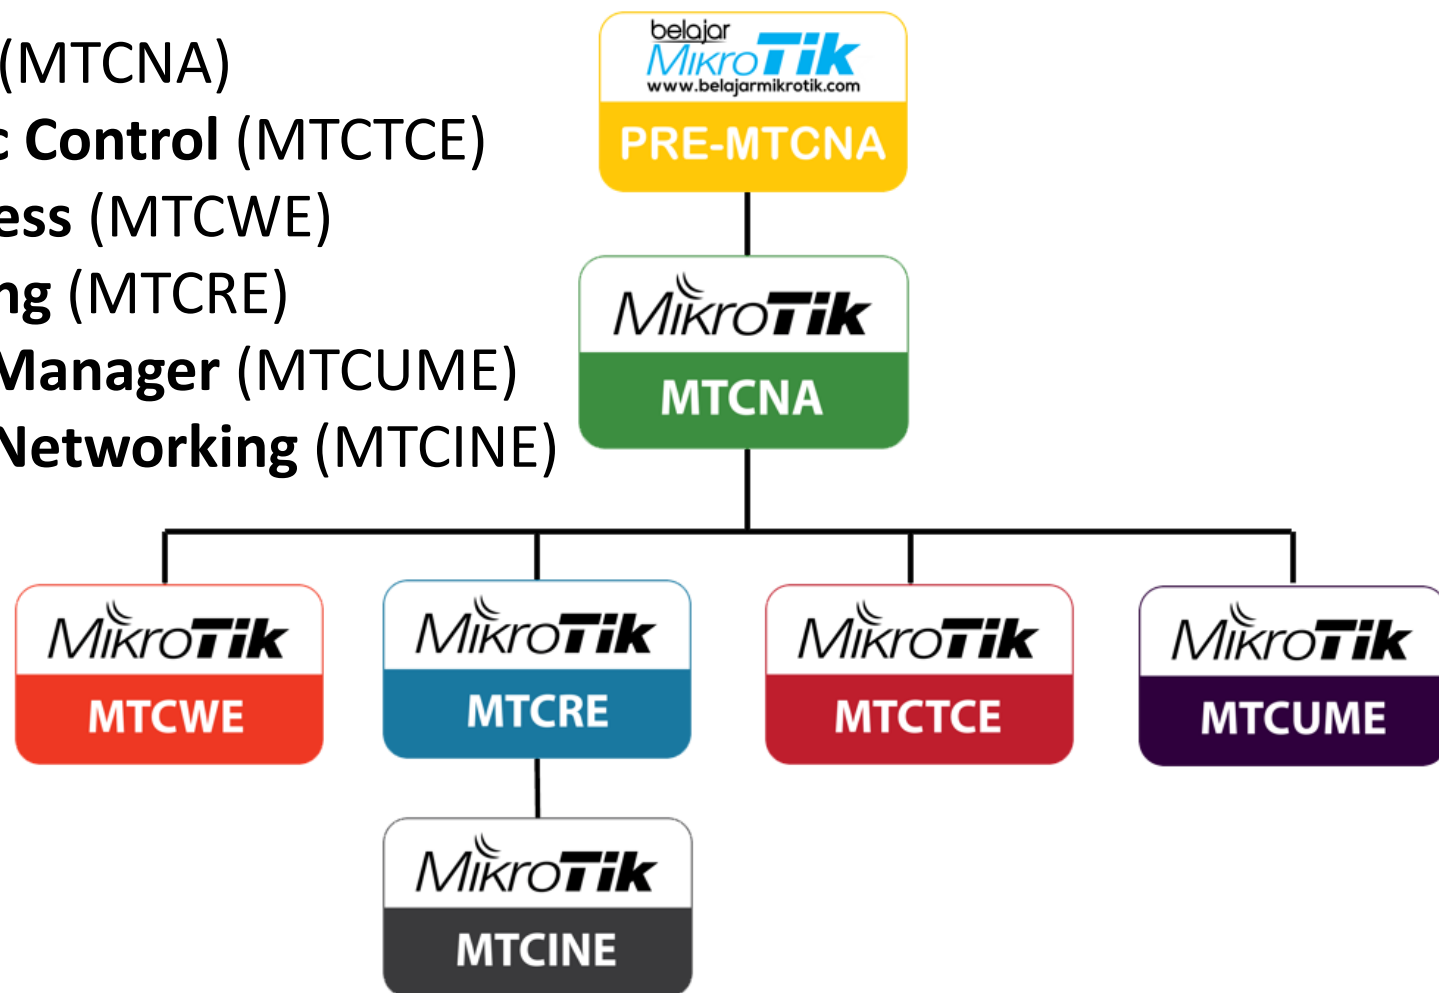 (MTCNA)
c Control (MTCTCE)
ess (MTCWE)
ng (MTCRE)
Manager (MTCUME)
Networking (MTCINE)
belajar
MikroTik
www.belajarmikrotik.com
PRE-MTCNA
MikroTik
MTCNA
MikroTik
MTCWE
MikroTik
MTCRE
MikroTik
MTCTCE
MikroTik
MTCUME
MikroTik
MTCINE